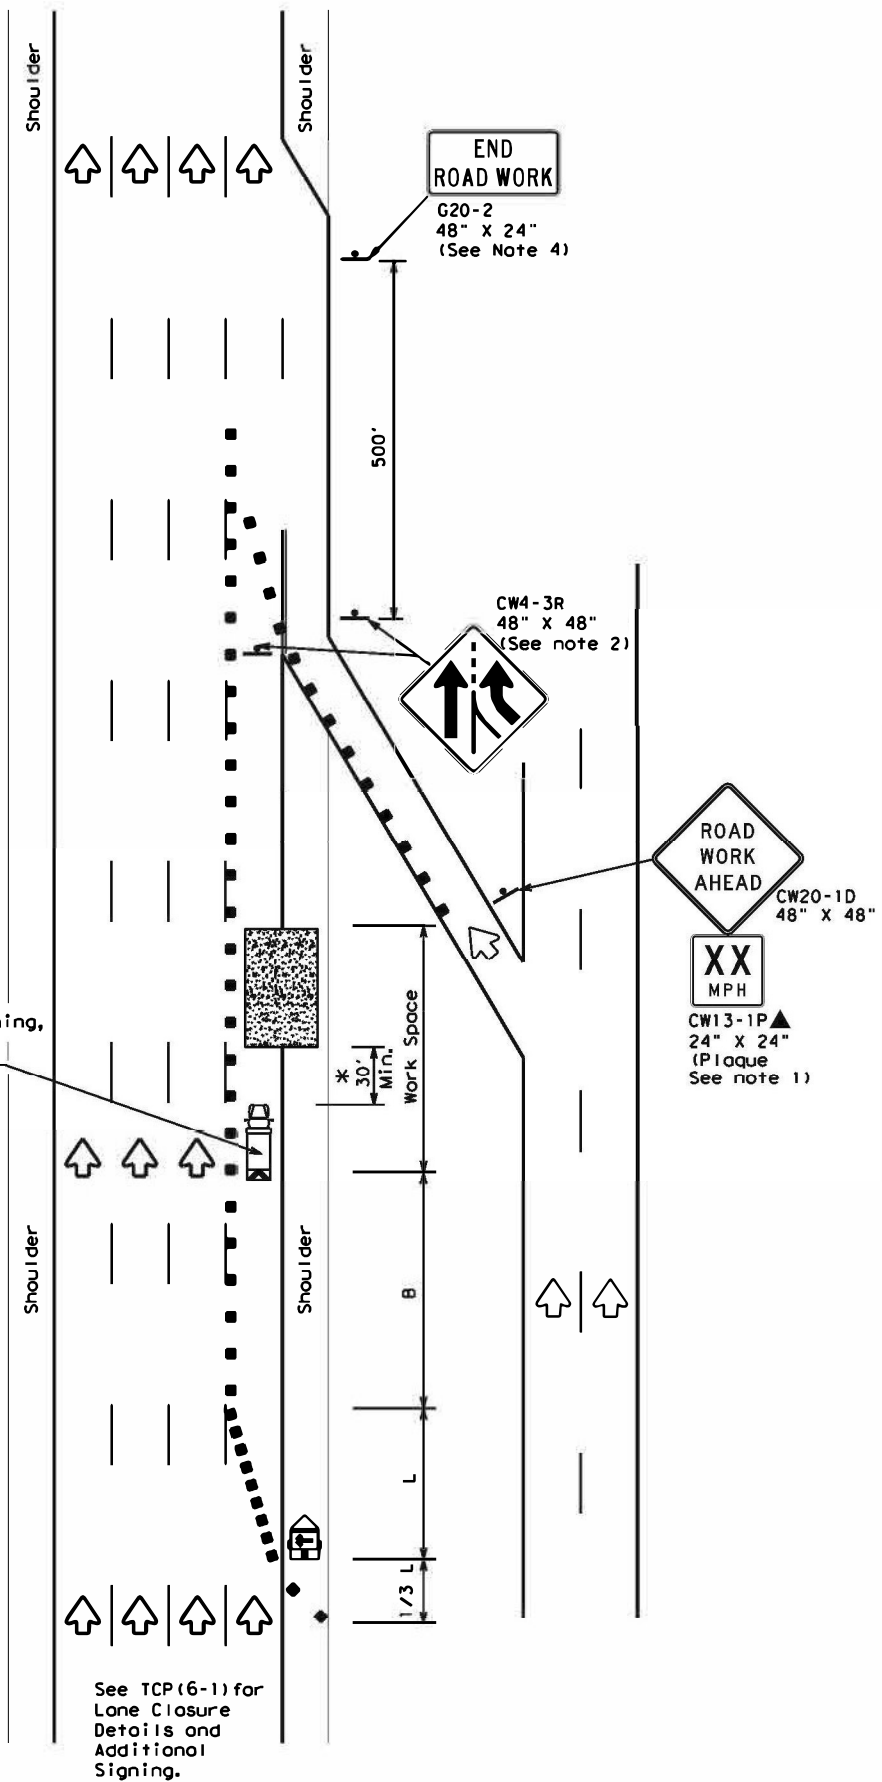 Shoulder
Shoulder
END
ROAD WORK
G20-2
48" X 24"
(See Note 4)
500'
CW4-3R
48" X 48"
(See note 2)
ROAD
WORK
AHEAD
CW20-1D
48" X 48"
XX
MPH
CW13-1P▲
24" X 24"
(Plaque
See note 1)
Work Space
*
30'
Min.
Shoulder
Shoulder
B
L
1/3 L
See TCP(6-1)for
Lane Closure
Details and
Additional
Signing.